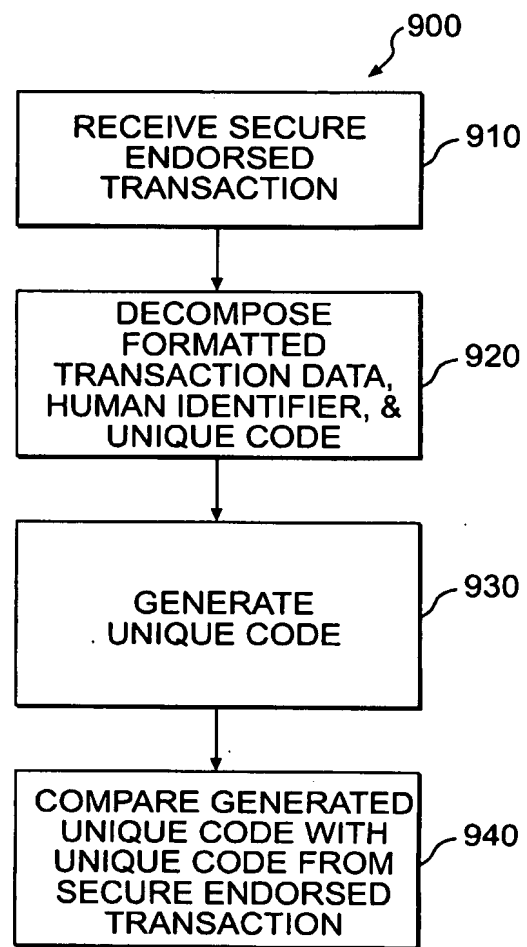 900
RECEIVE SECURE
ENDORSED
TRANSACTION
910
DECOMPOSE
FORMATTED
TRANSACTION DATA,
HUMAN IDENTIFIER, &
UNIQUE CODE
920
GENERATE
UNIQUE CODE
930
COMPARE GENERATED
UNIQUE CODE WITH
UNIQUE CODE FROM
SECURE ENDORSED
TRANSACTION
940